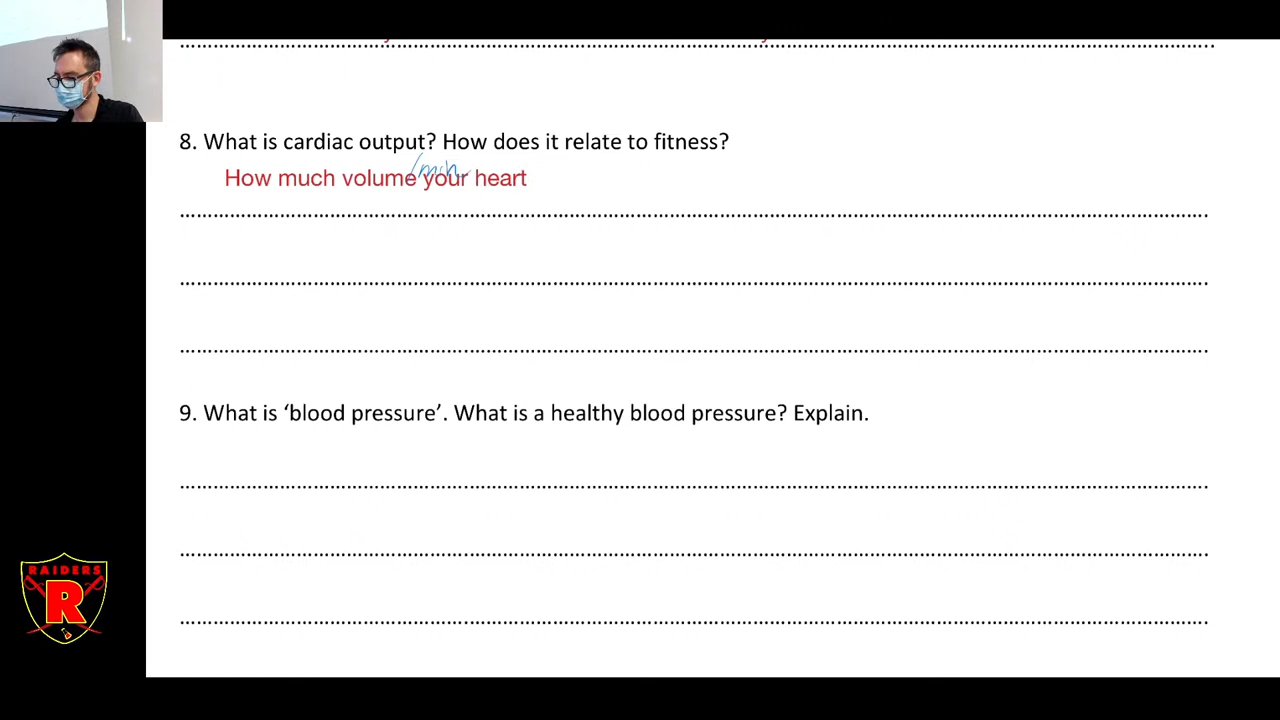 8. What is cardiac output? How does it relate to fitness?
/min
How much volume your heart
9. What is ‘blood pressure’. What is a healthy blood pressure? Explain.
RAIDERS
R